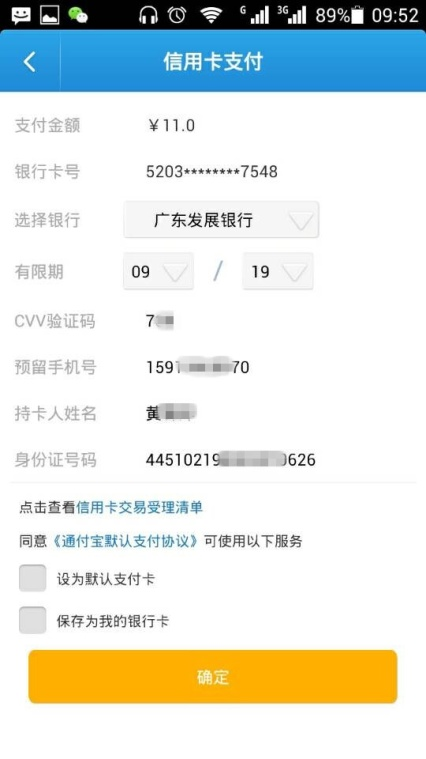 G 3G 89% 09:52
信用卡支付
支付金额 ￥11.0
银行卡号 5203********7548
选择银行 广东发展银行
有限期 09 / 19
CVV验证码 7
预留手机号 159 70
持卡人姓名 黄
身份证号码 44510219 0626
点击查看信用卡交易受理清单
同意《通付宝默认支付协议》可使用以下服务
设为默认支付卡
保存为我的银行卡
确定